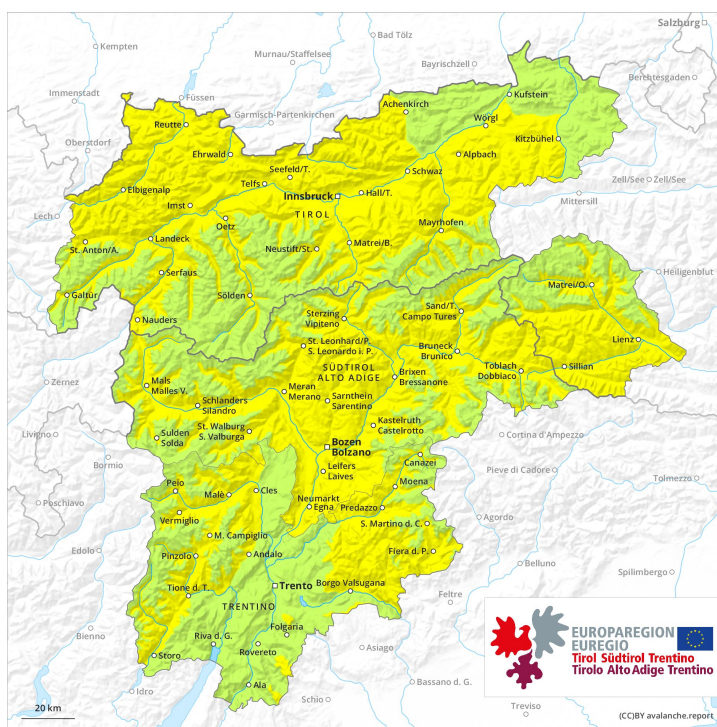 Salzburg
Kempten
Bad Tölz
Murnau/Staffelsee
Bayrischzell
Berchtesgaden
Immenstadt
Füssen
Garmisch-Partenkirchen
Achenkirch
Kufstein
Reutte
Wörgl
Oberstdorf
Ehrwald
Kitzbühel
Seefeld/T.
Alpbach
Telfs
Schwaz
Zell/See
Zell/See
Elbigenalp
Innsbruck
Hall/T.
Mittersill
Imst
Lech
Oetz
TIROL
Mayrhofen
St. Anton/A.
Landeck
Neustift/St.
Matrei/B.
Serfaus
Heiligenblut
Galtür
Sölden
Matrei/O.
Nauders
Sterzing
Vipiteno
Sand/T.
Campo Tures
Lienz
St. Leonhard/P.
S. Leonardo i. P.
Bruneck
Brunico
Toblach
Dobbiaco
Sillian
Zernez
Mals
Malles V.
SÜDTIROL
ALTO ADIGE
Brixen
Bressanone
Meran
Merano
Schlanders
Silandro
Sarnthein
Sarentino
St. Walburg
S. Valburga
Kastelruth
Castelrotto
Livigno
Sulden
Solda
Bozen
Bolzano
Cortina d'Ampezzo
Bormio
Leifers
Laives
Canazei
Pieve di Cadore
Tolmezzo
Peio
Malè
Cles
Moena
Poschiavo
Neumarkt
Egna
Predazzo
Vermiglio
Agordo
S. Martino d. C.
M. Campiglio
Edolo
Pinzolo
Andalo
Fiera d. P.
Belluno
Spilimbergo
Tione d. T.
Trento
Borgo Valsugana
Feltre
TRENTINO
Folgaria
Bienno
Riva d. G.
Storo
Rovereto
Asiago
Idro
Ala
Schio
Bassano d. G.
Treviso
EUROPAREGION
EUREGIO
Tirol Südtirol Trentino
Tirolo Alto Adige Trentino
20 km
(CC)BY avalanche.report